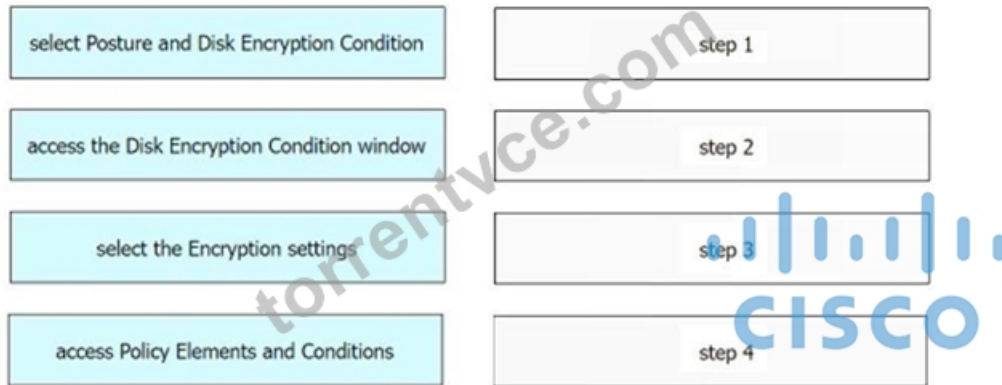 select Posture and Disk Encryption Condition
step 1
access the Disk Encryption Condition window
step 2
select the Encryption settings
step 3
access Policy Elements and Conditions
step 4
torrentvce.com
CISCO